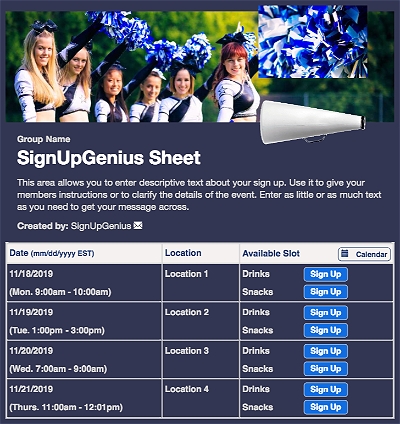 Group Name
SignUpGenius Sheet
This area allows you to enter descriptive text about your sign up. Use it to give your
members instructions or to clarify the details of the event. Enter as little or as much text
as you need to get your message across.
Created by: SignUpGenius
Date (mm/dd/yyyy EST) Location Available Slot Calendar
11/18/2019 Location 1 Drinks Sign Up
(Mon. 9:00am - 10:00am) Snacks Sign Up
11/19/2019 Location 2 Drinks Sign Up
(Tue. 1:00pm - 3:00pm) Snacks Sign Up
11/20/2019 Location 3 Drinks Sign Up
(Wed. 7:00am - 9:00am) Snacks Sign Up
11/21/2019 Location 4 Drinks Sign Up
(Thurs. 11:00am - 12:01pm) Snacks Sign Up